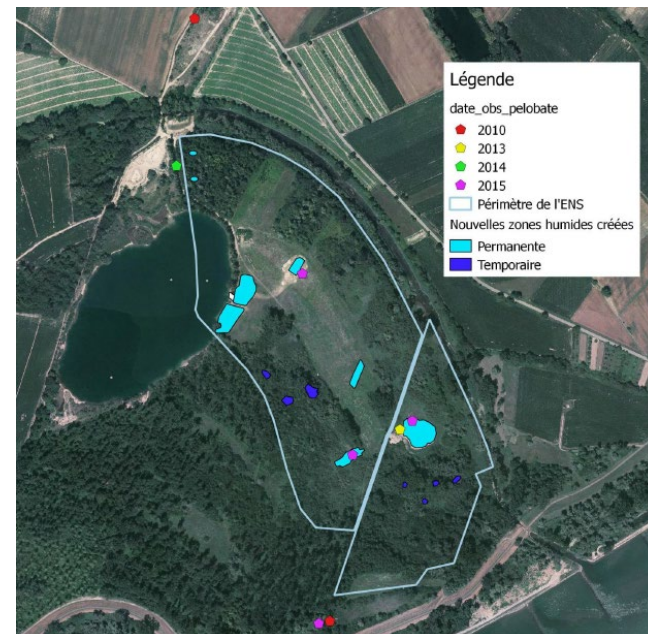 Légende
date_obs_pelobate
2010
2013
2014
2015
Périmètre de l'ENS
Nouvelles zones humides créées
Permanente
Temporaire